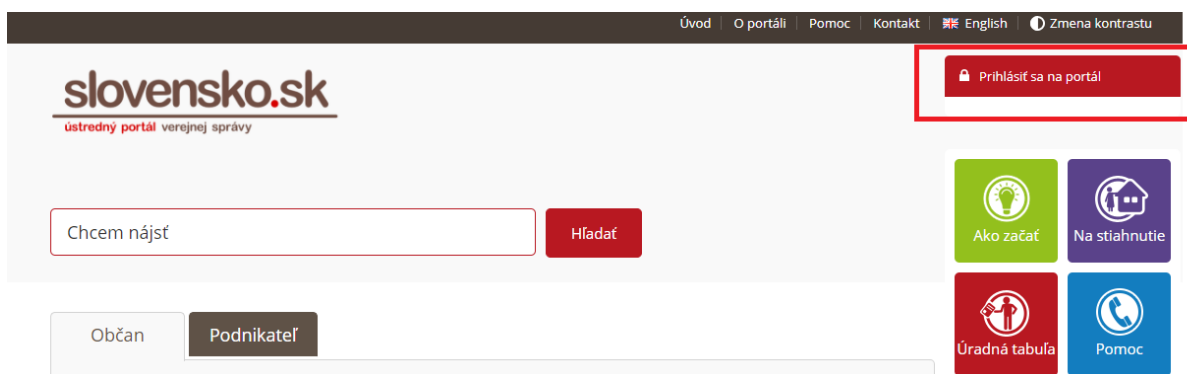 Úvod O portáli Pomoc Kontakt English Zmena kontrastu
Prihlásiť sa na portál
slovensko.sk
ústredný portál verejnej správy
Chcem nájsť Hľadať
Ako začať Na stiahnutie
Občan Podnikateľ
Úradná tabuľa Pomoc